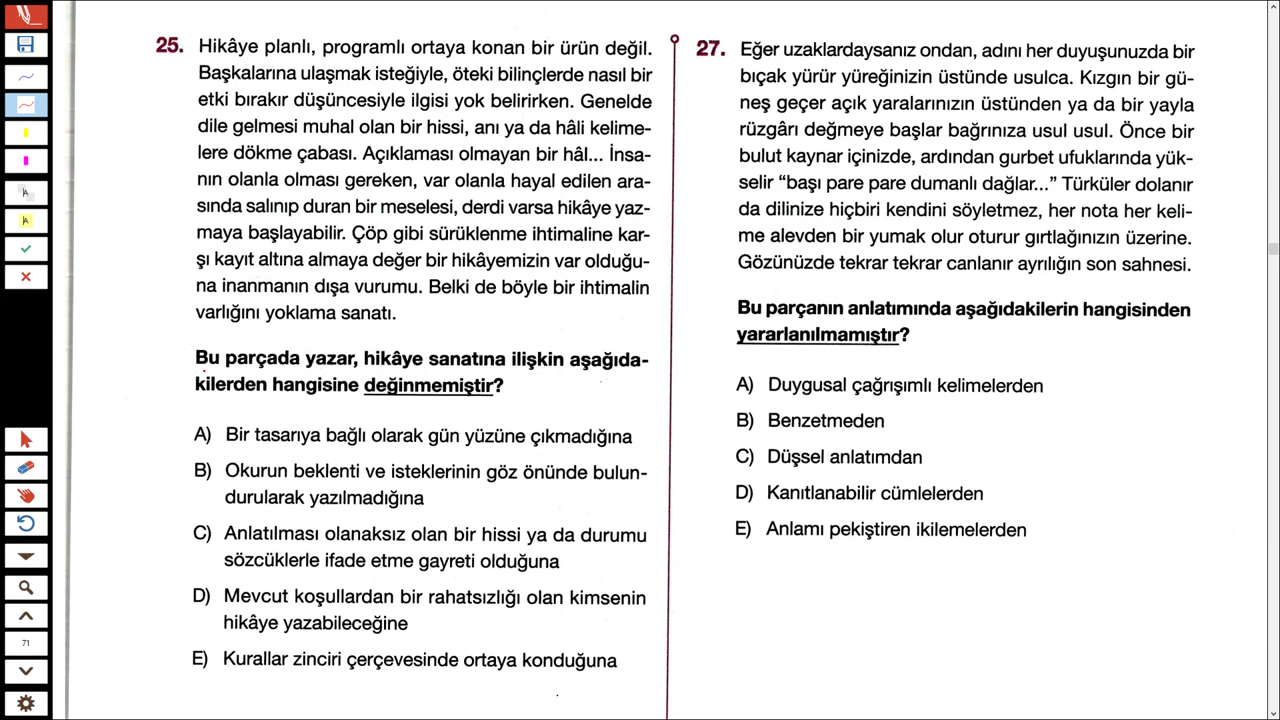 25. Hikâye planlı, programlı ortaya konan bir ürün değil.
Başkalarına ulaşmak isteğiyle, öteki bilinçlerde nasıl bir
etki bırakır düşüncesiyle ilgisi yok belirirken. Genelde
dile gelmesi muhal olan bir hissi, anı ya da hâli kelime-
lere dökme çabası. Açıklaması olmayan bir hâl... İnsa-
nın olanla olması gereken, var olanla hayal edilen ara-
sında salınıp duran bir meselesi, derdi varsa hikâye yaz-
maya başlayabilir. Çöp gibi sürüklenme ihtimaline kar-
şı kayıt altına almaya değer bir hikâyemizin var olduğu-
na inanmanın dışa vurumu. Belki de böyle bir ihtimalin
varlığını yoklama sanatı.
Bu parçada yazar, hikâye sanatına ilişkin aşağıda-
kilerden hangisine değinmemiştir?
A) Bir tasarıya bağlı olarak gün yüzüne çıkmadığına
B) Okurun beklenti ve isteklerinin göz önünde bulun-
durularak yazılmadığına
C) Anlatılması olanaksız olan bir hissi ya da durumu
sözcüklerle ifade etme gayreti olduğuna
D) Mevcut koşullardan bir rahatsızlığı olan kimsenin
hikâye yazabileceğine
E) Kurallar zinciri çerçevesinde ortaya konduğuna
27. Eğer uzaklardaysanız ondan, adını her duyuşunuzda bir
bıçak yürür yüreğinizin üstünde usulca. Kızgın bir gü-
neş geçer açık yaralarınızın üstünden ya da bir yayla
rüzgârı değmeye başlar bağrınıza usul usul. Önce bir
bulut kaynar içinizde, ardından gurbet ufuklarında yük-
selir “başı pare pare dumanlı dağlar...” Türküler dolanır
da dilinize hiçbiri kendini söyletmez, her nota her keli-
me alevden bir yumak olur oturur gırtlağınızın üzerine.
Gözünüzde tekrar tekrar canlanır ayrılığın son sahnesi.
Bu parçanın anlatımında aşağıdakilerin hangisinden
yararlanılmamıştır?
A) Duygusal çağrışımlı kelimelerden
B) Benzetmeden
C) Düşsel anlatımdan
D) Kanıtlanabilir cümlelerden
E) Anlamı pekiştiren ikilemelerden
A
A
71